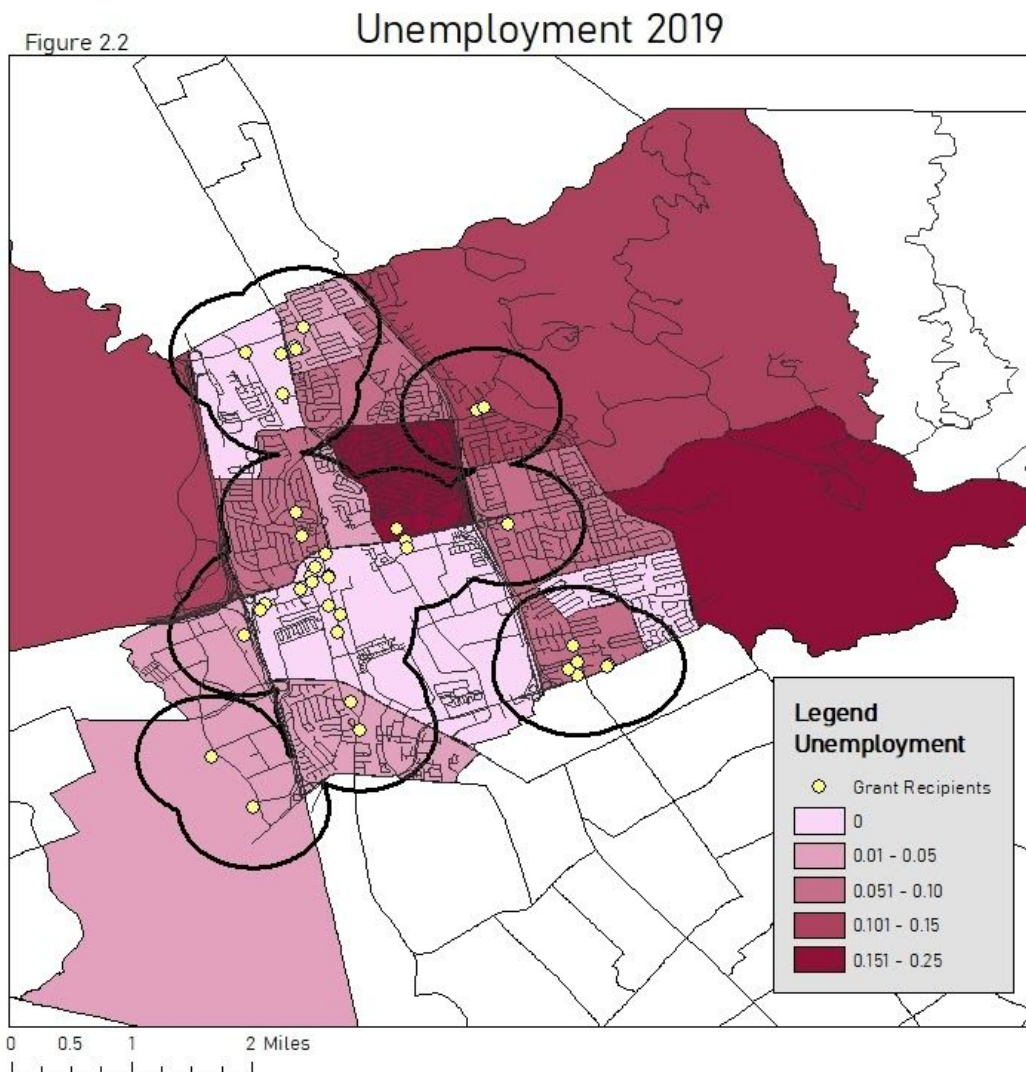 Unemployment 2019
Figure 2.2
Legend
Unemployment
Grant Recipients
0
0.01 - 0.05
0.051 - 0.10
0.101 - 0.15
0.151 - 0.25
0 0.5 1 2 Miles